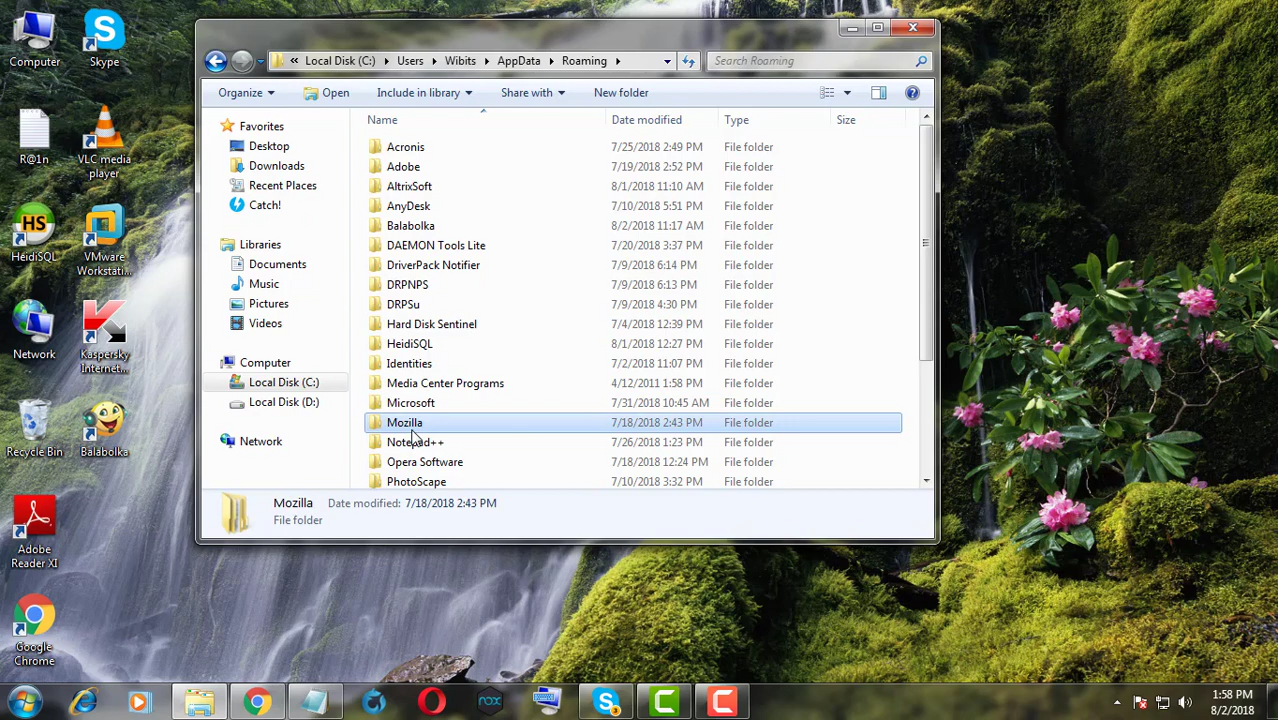 Computer
Skype
R@1n
VLC media
player
HeidiSQL
VMware
Workstati...
Network
Kaspersky
Internet...
Recycle Bin
Balabolka
Adobe
Reader XI
Google
Chrome
« Local Disk (C:) Users Wibits AppData Roaming
Search Roaming
Organize Open Include in library Share with New folder
Favorites
Desktop
Downloads
Recent Places
Catch!
Libraries
Documents
Music
Pictures
Videos
Computer
Local Disk (C:)
Local Disk (D:)
Network
Name Date modified Type Size
Acronis 7/25/2018 2:49 PM File folder
Adobe 7/19/2018 2:52 PM File folder
AltrixSoft 8/1/2018 11:10 AM File folder
AnyDesk 7/10/2018 5:51 PM File folder
Balabolka 8/2/2018 11:17 AM File folder
DAEMON Tools Lite 7/20/2018 3:37 PM File folder
DriverPack Notifier 7/9/2018 6:14 PM File folder
DRPNPS 7/9/2018 6:13 PM File folder
DRPSu 7/9/2018 4:30 PM File folder
Hard Disk Sentinel 7/4/2018 12:39 PM File folder
HeidiSQL 8/1/2018 12:27 PM File folder
Identities 7/2/2018 11:07 PM File folder
Media Center Programs 4/12/2011 1:58 PM File folder
Microsoft 7/31/2018 10:45 AM File folder
Mozilla 7/18/2018 2:43 PM File folder
Notepad++ 7/26/2018 1:23 PM File folder
Opera Software 7/18/2018 12:24 PM File folder
PhotoScape 7/10/2018 3:32 PM File folder
Mozilla Date modified: 7/18/2018 2:43 PM
File folder
1:58 PM
8/2/2018